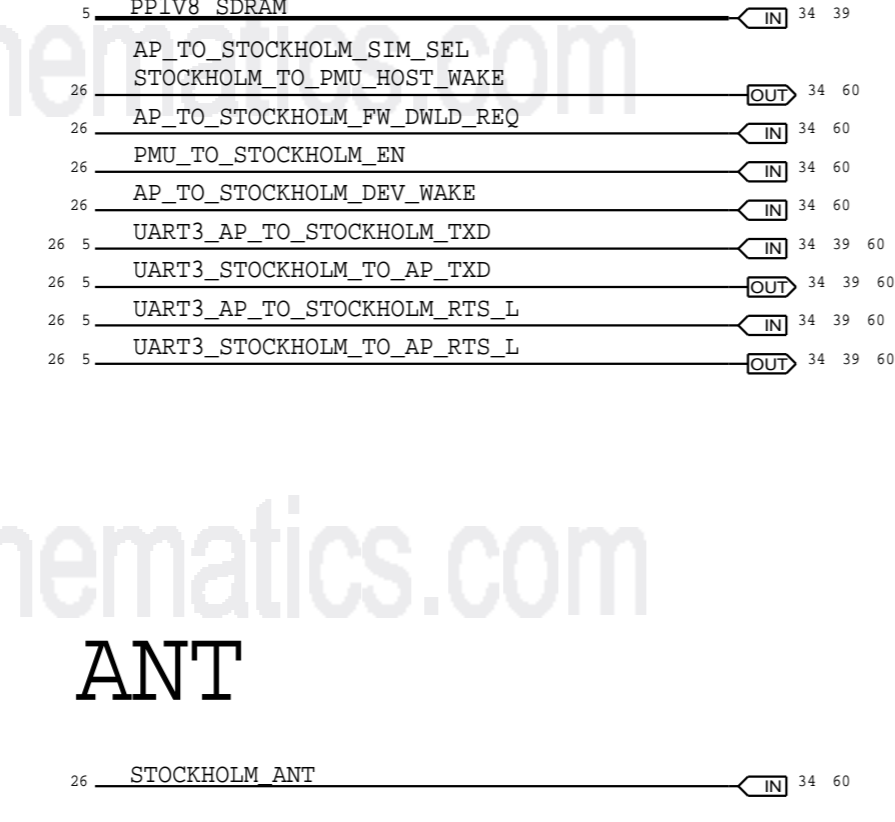 5 PP1V8_SDRAM IN 34 39
AP_TO_STOCKHOLM_SIM_SEL
26 STOCKHOLM_TO_PMU_HOST_WAKE OUT 34 60
26 AP_TO_STOCKHOLM_FW_DWLD_REQ IN 34 60
26 PMU_TO_STOCKHOLM_EN IN 34 60
26 AP_TO_STOCKHOLM_DEV_WAKE IN 34 60
26 5 UART3_AP_TO_STOCKHOLM_TXD IN 34 39 60
26 5 UART3_STOCKHOLM_TO_AP_TXD OUT 34 39 60
26 5 UART3_AP_TO_STOCKHOLM_RTS_L IN 34 39 60
26 5 UART3_STOCKHOLM_TO_AP_RTS_L OUT 34 39 60
hematics.com
ANT
26 STOCKHOLM_ANT IN 34 60